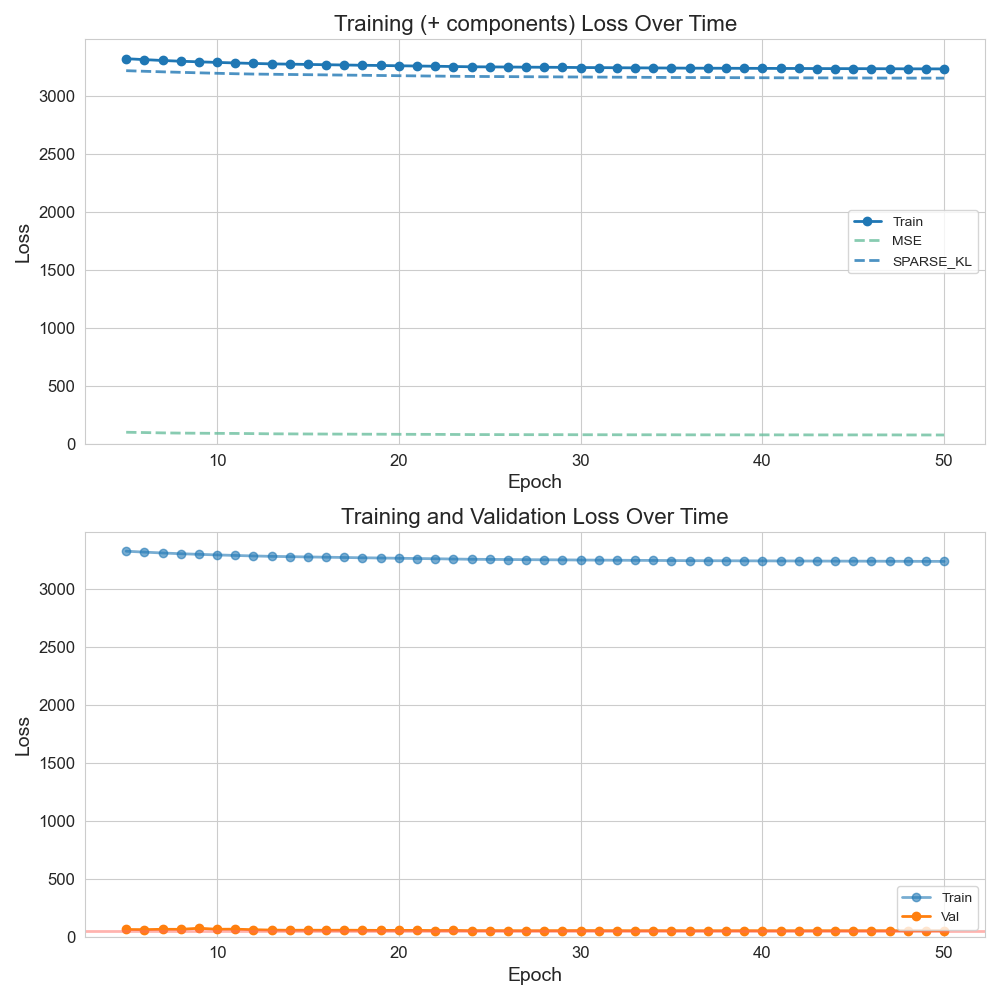 Training (+ components) Loss Over Time
Loss
3000
2500
2000
1500
1000
500
0
Train
MSE
SPARSE_KL
10 20 30 40 50
Epoch
Training and Validation Loss Over Time
Loss
3000
2500
2000
1500
1000
500
0
Train
Val
10 20 30 40 50
Epoch